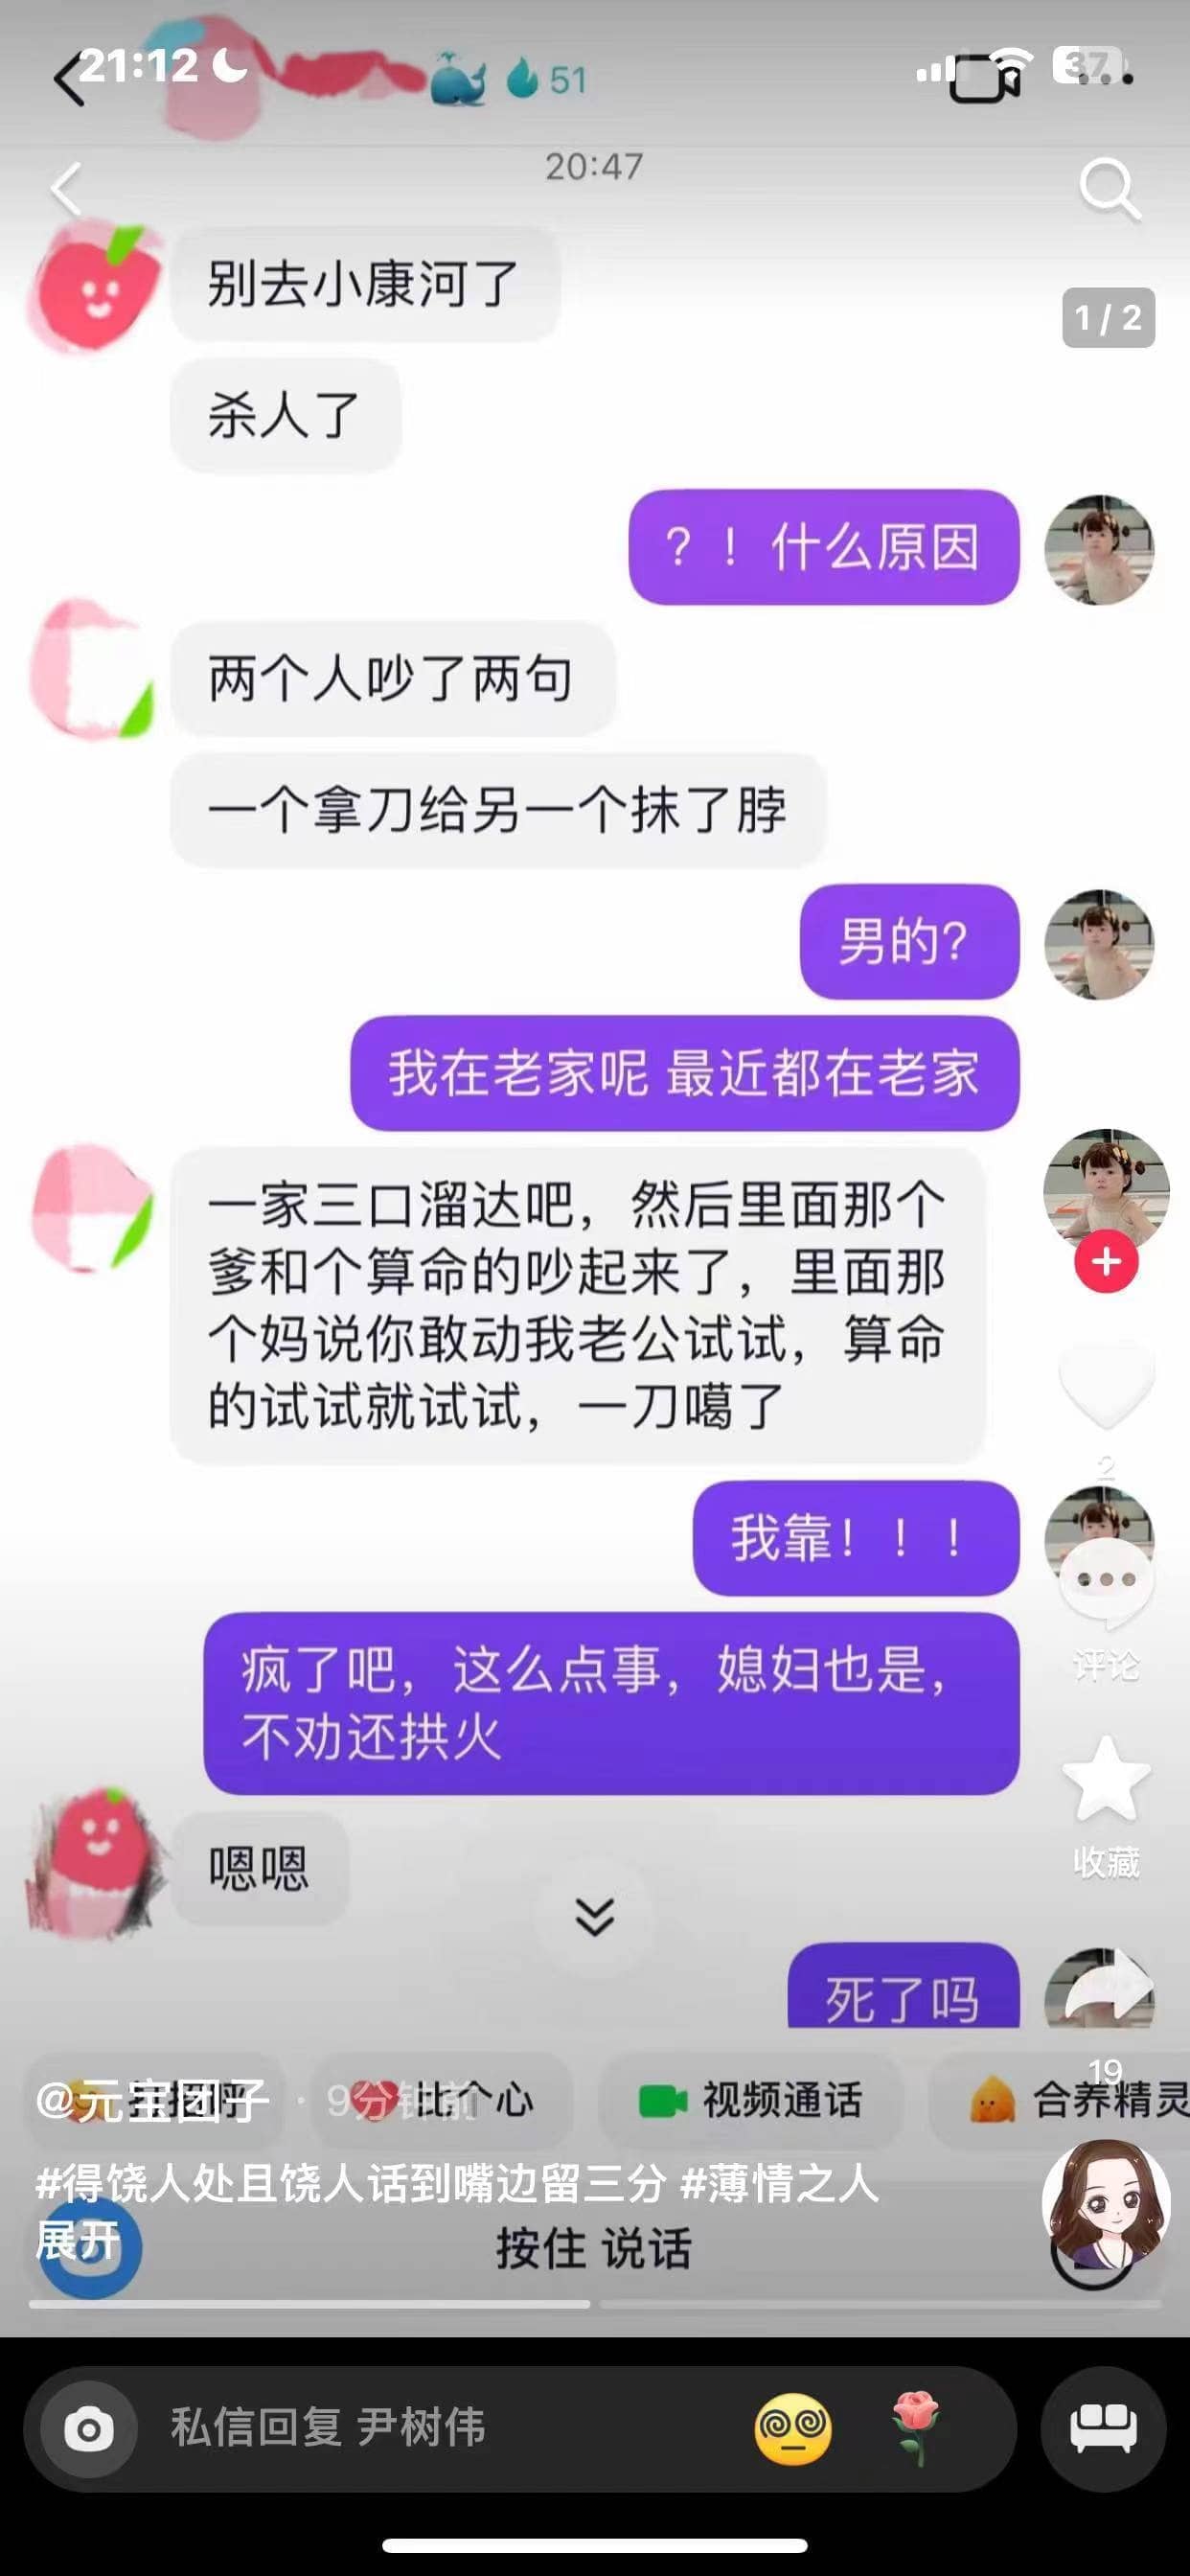 21:12
37
51
20:47
别去小康河了
1 / 2
杀人了
？！什么原因
两个人吵了两句
一个拿刀给另一个抹了脖
男的？
我在老家呢 最近都在老家
一家三口溜达吧，然后里面那个
爹和个算命的吵起来了，里面那
个妈说你敢动我老公试试，算命
的试试就试试，一刀噶了
我靠！！！
2
疯了吧，这么点事，媳妇也是，
不劝还拱火
评论
嗯嗯
收藏
死了吗
19
@元宝团子 · 9分钟前
比个心
视频通话
合养精灵
#得饶人处且饶人话到嘴边留三分 #薄情之人
展开
按住 说话
私信回复 尹树伟